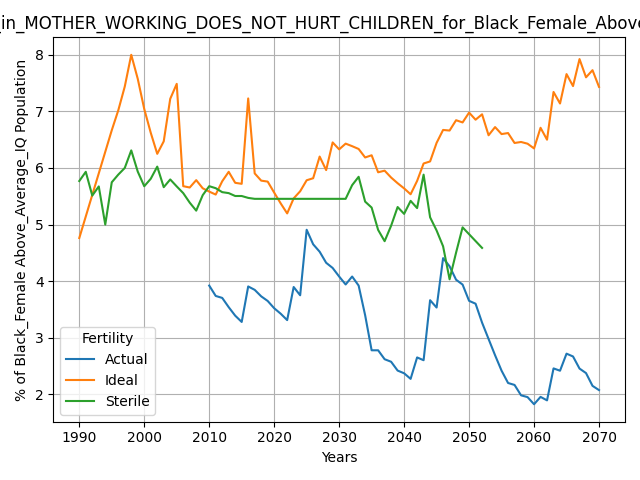 _in_MOTHER_WORKING_DOES_NOT_HURT_CHILDREN_for_Black_Female_Above
% of Black_Female Above_Average_IQ Population
8
7
6
5
4
3
2
Fertility
Actual
Ideal
Sterile
1990 2000 2010 2020 2030 2040 2050 2060 2070
Years